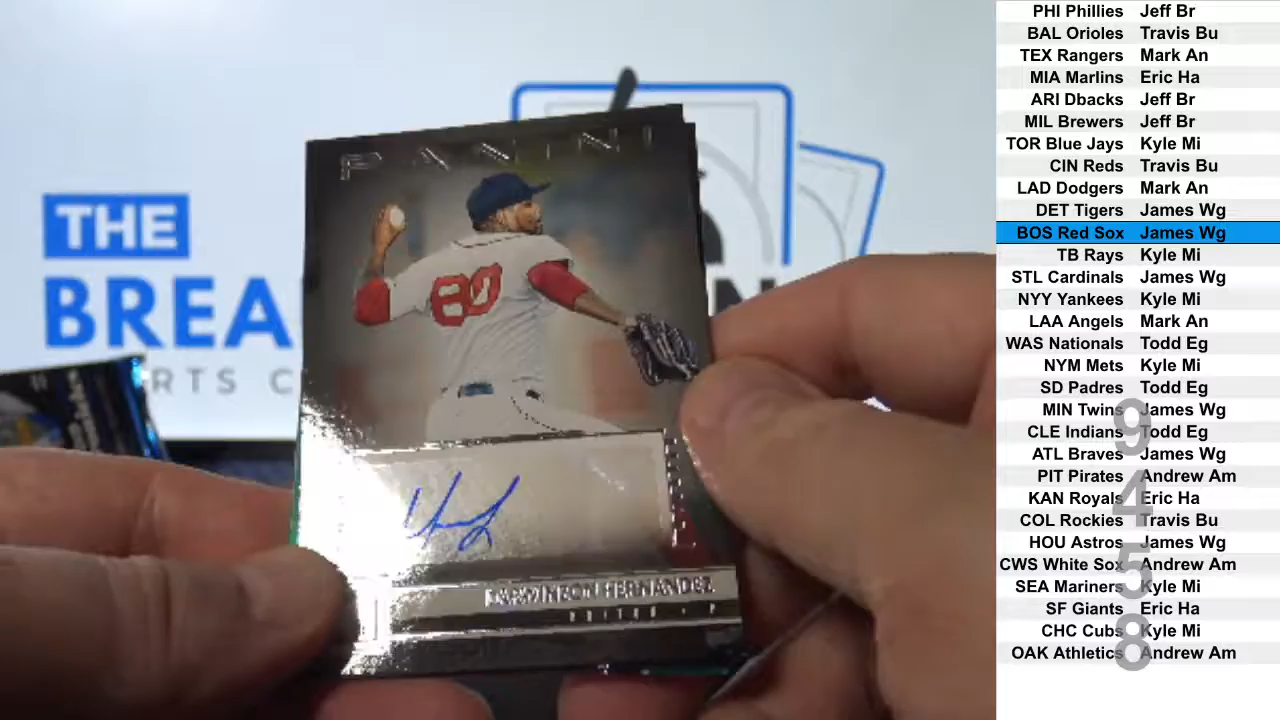 THE
BREA
RTS C
N
PANINI
80
DARWINZON HERNANDEZ
BOSTON - P
PHI Phillies Jeff Br
BAL Orioles Travis Bu
TEX Rangers Mark An
MIA Marlins Eric Ha
ARI Dbacks Jeff Br
MIL Brewers Jeff Br
TOR Blue Jays Kyle Mi
CIN Reds Travis Bu
LAD Dodgers Mark An
DET Tigers James Wg
BOS Red Sox James Wg
TB Rays Kyle Mi
STL Cardinals James Wg
NYY Yankees Kyle Mi
LAA Angels Mark An
WAS Nationals Todd Eg
NYM Mets Kyle Mi
SD Padres Todd Eg
MIN Twins James Wg
CLE Indians Todd Eg
ATL Braves James Wg
PIT Pirates Andrew Am
KAN Royals Eric Ha
COL Rockies Travis Bu
HOU Astros James Wg
CWS White Sox Andrew Am
SEA Mariners Kyle Mi
SF Giants Eric Ha
CHC Cubs Kyle Mi
OAK Athletics Andrew Am
9
4
5
8